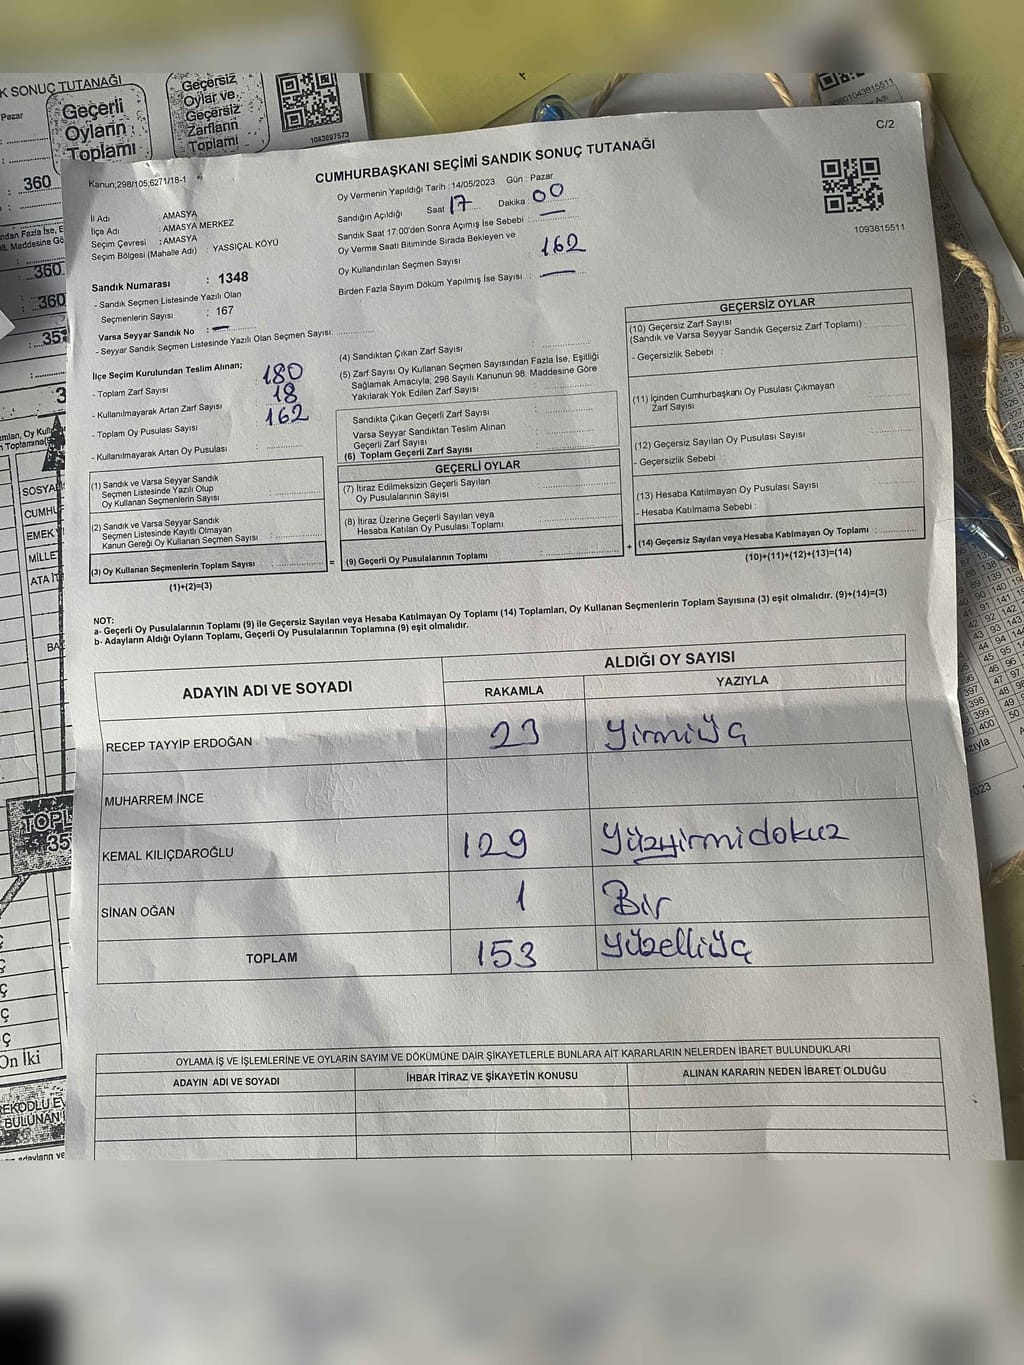 K SONUÇ TUTANAĞI
Pazar
Geçerli
Oyların
Toplamı
Geçersiz
Oylar ve
Geçersiz
Zarfların
Toplamı
1083697573
: 360
360
360
C/2
Kanun;298/105;6271/18-1
CUMHURBAŞKANI SEÇİMİ SANDIK SONUÇ TUTANAĞI
1093815511
İl Adı : AMASYA
İlçe Adı : AMASYA MERKEZ
Seçim Çevresi : AMASYA
Seçim Bölgesi (Mahalle Adı) : YASSIÇAL KÖYÜ
Oy Vermenin Yapıldığı Tarih : 14/05/2023 Gün : Pazar
Sandığın Açıldığı Saat 17 Dakika : 00
Sandık Saat 17:00'den Sonra Açımış İse Sebebi : —
Oy Verme Saati Bitiminde Sırada Bekleyen ve
Oy Kullandırılan Seçmen Sayısı : 162
Birden Fazla Sayım Döküm Yapılmış İse Sayısı : —
Sandık Numarası : 1348
- Sandık Seçmen Listesinde Yazılı Olan
Seçmenlerin Sayısı : 167
Varsa Seyyar Sandık No : —
- Seyyar Sandık Seçmen Listesinde Yazılı Olan Seçmen Sayısı:
İlçe Seçim Kurulundan Teslim Alınan;
- Toplam Zarf Sayısı : 180
- Kullanılmayarak Artan Zarf Sayısı : 18
- Toplam Oy Pusulası Sayısı : 162
- Kullanılmayarak Artan Oy Pusulası :
(1) Sandık ve Varsa Seyyar Sandık
Seçmen Listesinde Yazılı Olup
Oy Kullanan Seçmenlerin Sayısı :
(2) Sandık ve Varsa Seyyar Sandık
Seçmen Listesinde Kayıtlı Olmayan
Kanun Gereği Oy Kullanan Seçmen Sayısı :
(3) Oy Kullanan Seçmenlerin Toplam Sayısı :
(1)+(2)=(3)
(4) Sandıktan Çıkan Zarf Sayısı :
(5) Zarf Sayısı Oy Kullanan Seçmen Sayısından Fazla İse, Eşitliği
Sağlamak Amacıyla, 298 Sayılı Kanunun 98. Maddesine Göre
Yakılarak Yok Edilen Zarf Sayısı :
Sandıkta Çıkan Geçerli Zarf Sayısı :
Varsa Seyyar Sandıktan Teslim Alınan
Geçerli Zarf Sayısı :
(6) Toplam Geçerli Zarf Sayısı :
GEÇERLİ OYLAR
(7) İtiraz Edilmeksizin Geçerli Sayılan
Oy Pusulalarının Sayısı :
(8) İtiraz Üzerine Geçerli Sayılan veya
Hesaba Katılan Oy Pusulası Toplamı :
= (9) Geçerli Oy Pusulalarının Toplamı :
GEÇERSİZ OYLAR
(10) Geçersiz Zarf Sayısı
(Sandık ve Varsa Seyyar Sandık Geçersiz Zarf Toplamı) :
- Geçersizlik Sebebi :
(11) İçinden Cumhurbaşkanı Oy Pusulası Çıkmayan
Zarf Sayısı :
(12) Geçersiz Sayılan Oy Pusulası Sayısı :
- Geçersizlik Sebebi :
(13) Hesaba Katılmayan Oy Pusulası Sayısı :
- Hesaba Katılmama Sebebi :
+ (14) Geçersiz Sayılan veya Hesaba Katılmayan Oy Toplamı :
(10)+(11)+(12)+(13)=(14)
NOT:
a- Geçerli Oy Pusulalarının Toplamı (9) ile Geçersiz Sayılan veya Hesaba Katılmayan Oy Toplamı (14) Toplamları, Oy Kullanan Seçmenlerin Toplam Sayısına (3) eşit olmalıdır. (9)+(14)=(3)
b- Adayların Aldığı Oyların Toplamı, Geçerli Oy Pusulalarının Toplamına (9) eşit olmalıdır.
ADAYIN ADI VE SOYADI ALDIĞI OY SAYISI
RAKAMLA YAZIYLA
RECEP TAYYİP ERDOĞAN 23 YirmiÜç
MUHARREM İNCE
KEMAL KILIÇDAROĞLU 129 Yüzyirmidokuz
SİNAN OĞAN 1 Bir
TOPLAM 153 YüzelliÜç
OYLAMA İŞ VE İŞLEMLERİNE VE OYLARIN SAYIM VE DÖKÜMÜNE DAİR ŞİKAYETLERLE BUNLARA AİT KARARLARIN NELERDEN İBARET BULUNDUKLARI
ADAYIN ADI VE SOYADI İHBAR İTİRAZ VE ŞİKAYETİN KONUSU ALINAN KARARIN NEDEN İBARET OLDUĞU
On İki